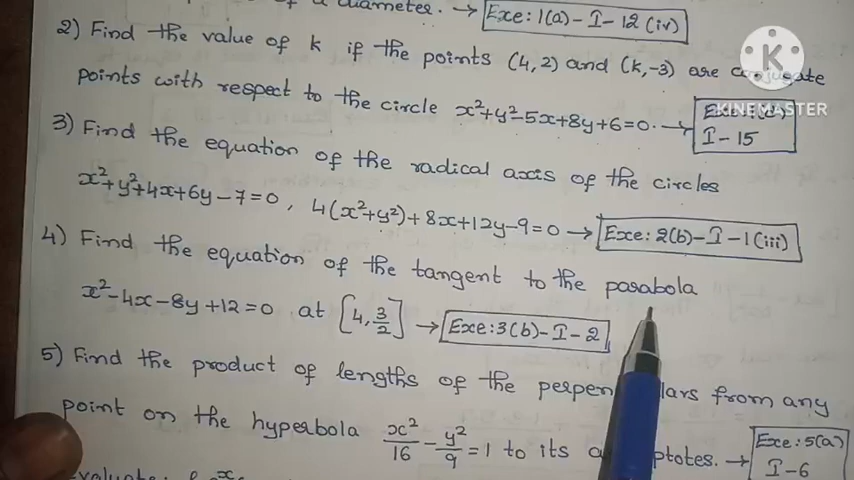 diameter. → Exe: 1(a) - I - 12 (iv)
2) Find the value of k if the points (4, 2) and (k, -3) are
points with respect to the circle x²+y²-5x+8y+6=0. →
I - 15
KINEMASTER
3) Find the equation of the radical axis of the circles
x²+y²+4x+6y-7=0, 4(x²+y²)+8x+12y-9=0 → Exe: 2(b) - I - 1(iii)
4) Find the equation of the tangent to the parabola
x²-4x-8y+12=0 at [4, 3/2] → Exe: 3(b) - I - 2
5) Find the product of lengths of the from any
point on the hyperbola x²/16 - y²/9 = 1 to its → Exe: 5(a)
I - 6